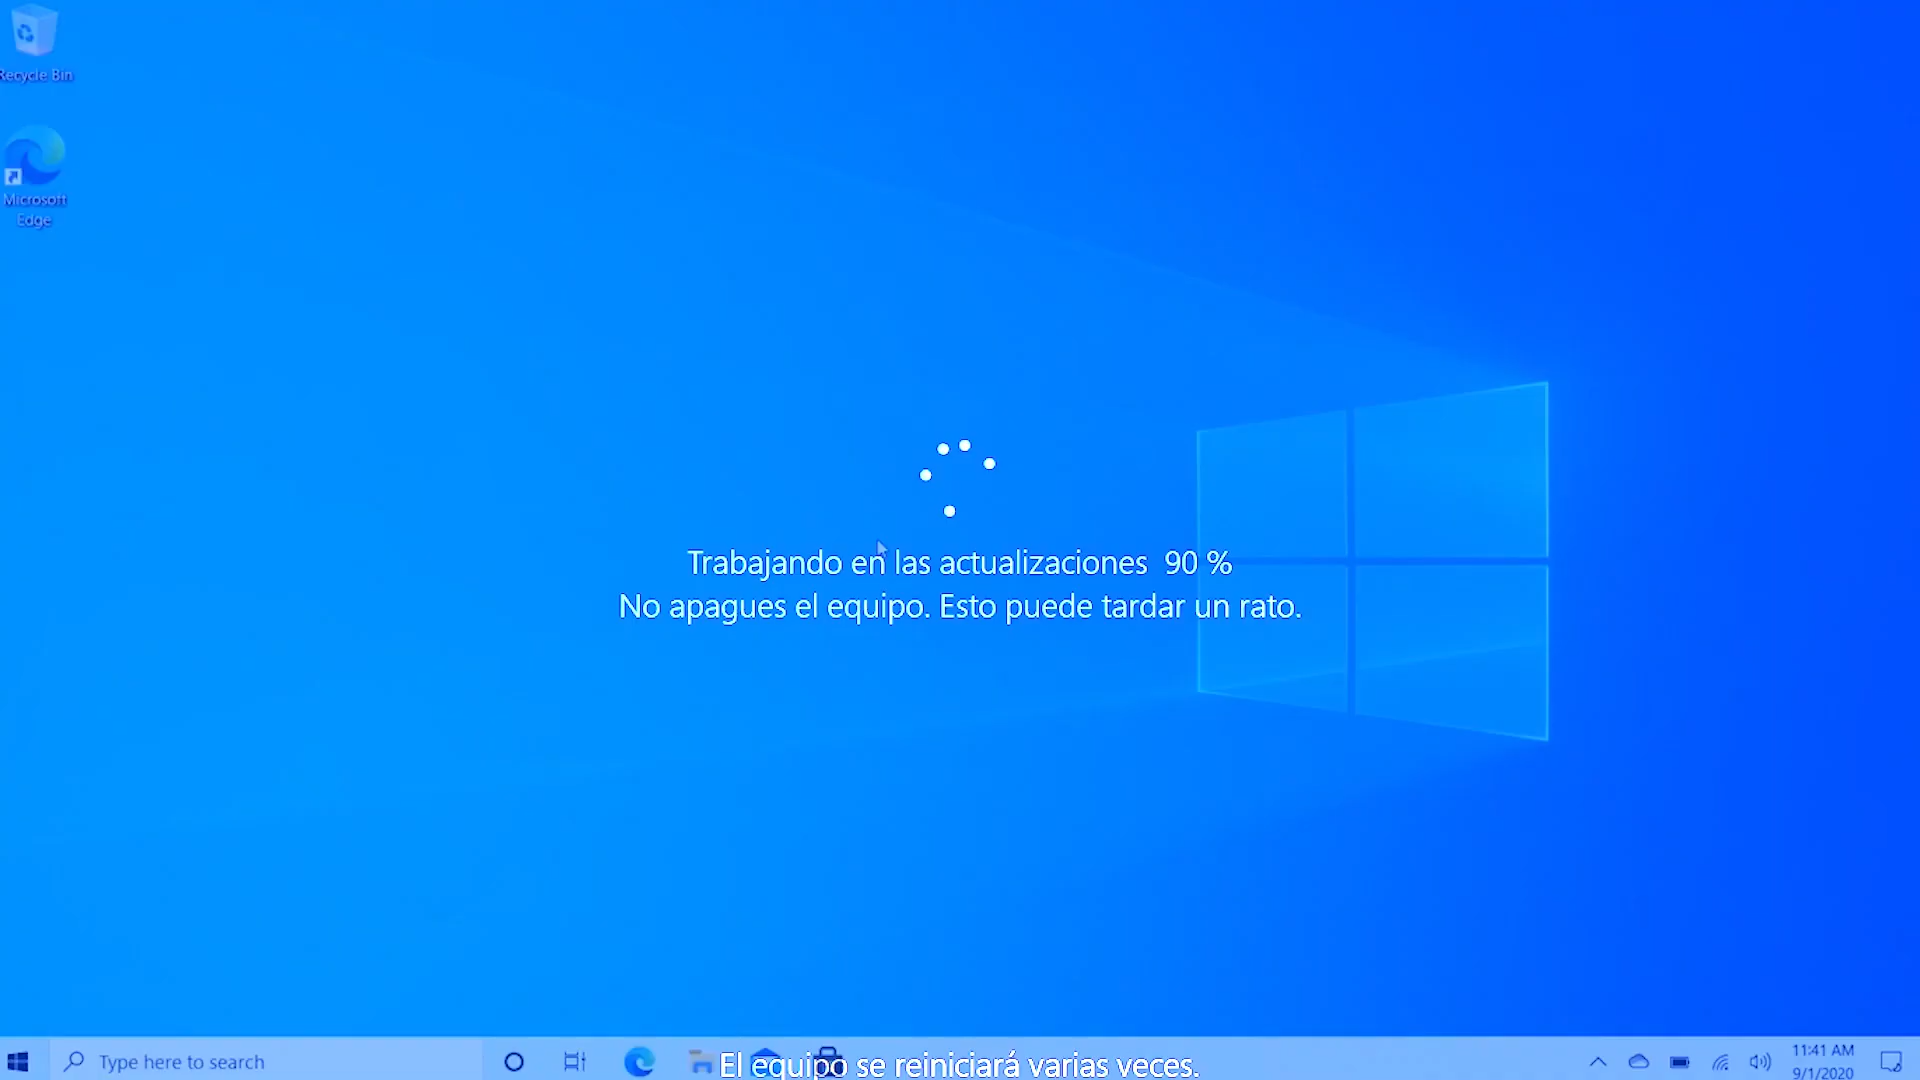 Recycle Bin
Microsoft
Edge
Trabajando en las actualizaciones 90 %
No apagues el equipo. Esto puede tardar un rato.
Type here to search
El equipo se reiniciará varias veces.
11:41 AM
9/1/2020